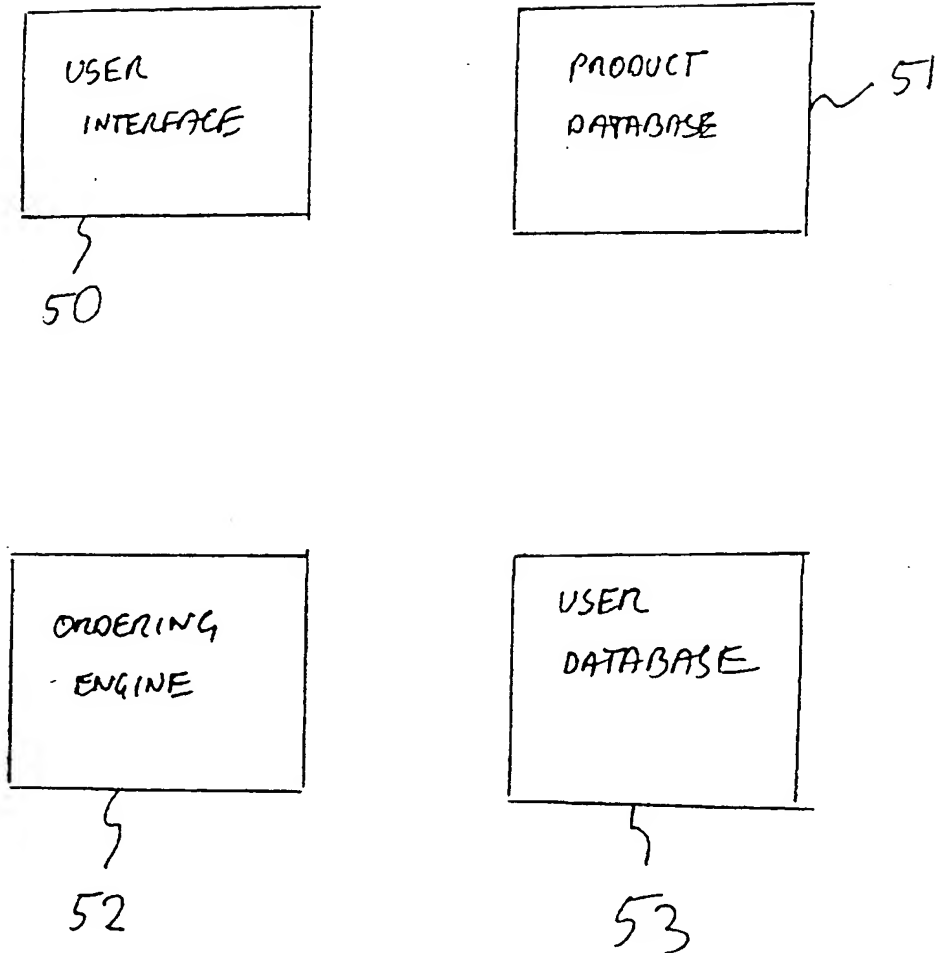 USER
INTERFACE
50
PRODUCT
DATABASE
51
ORDERING
ENGINE
52
USER
DATABASE
53